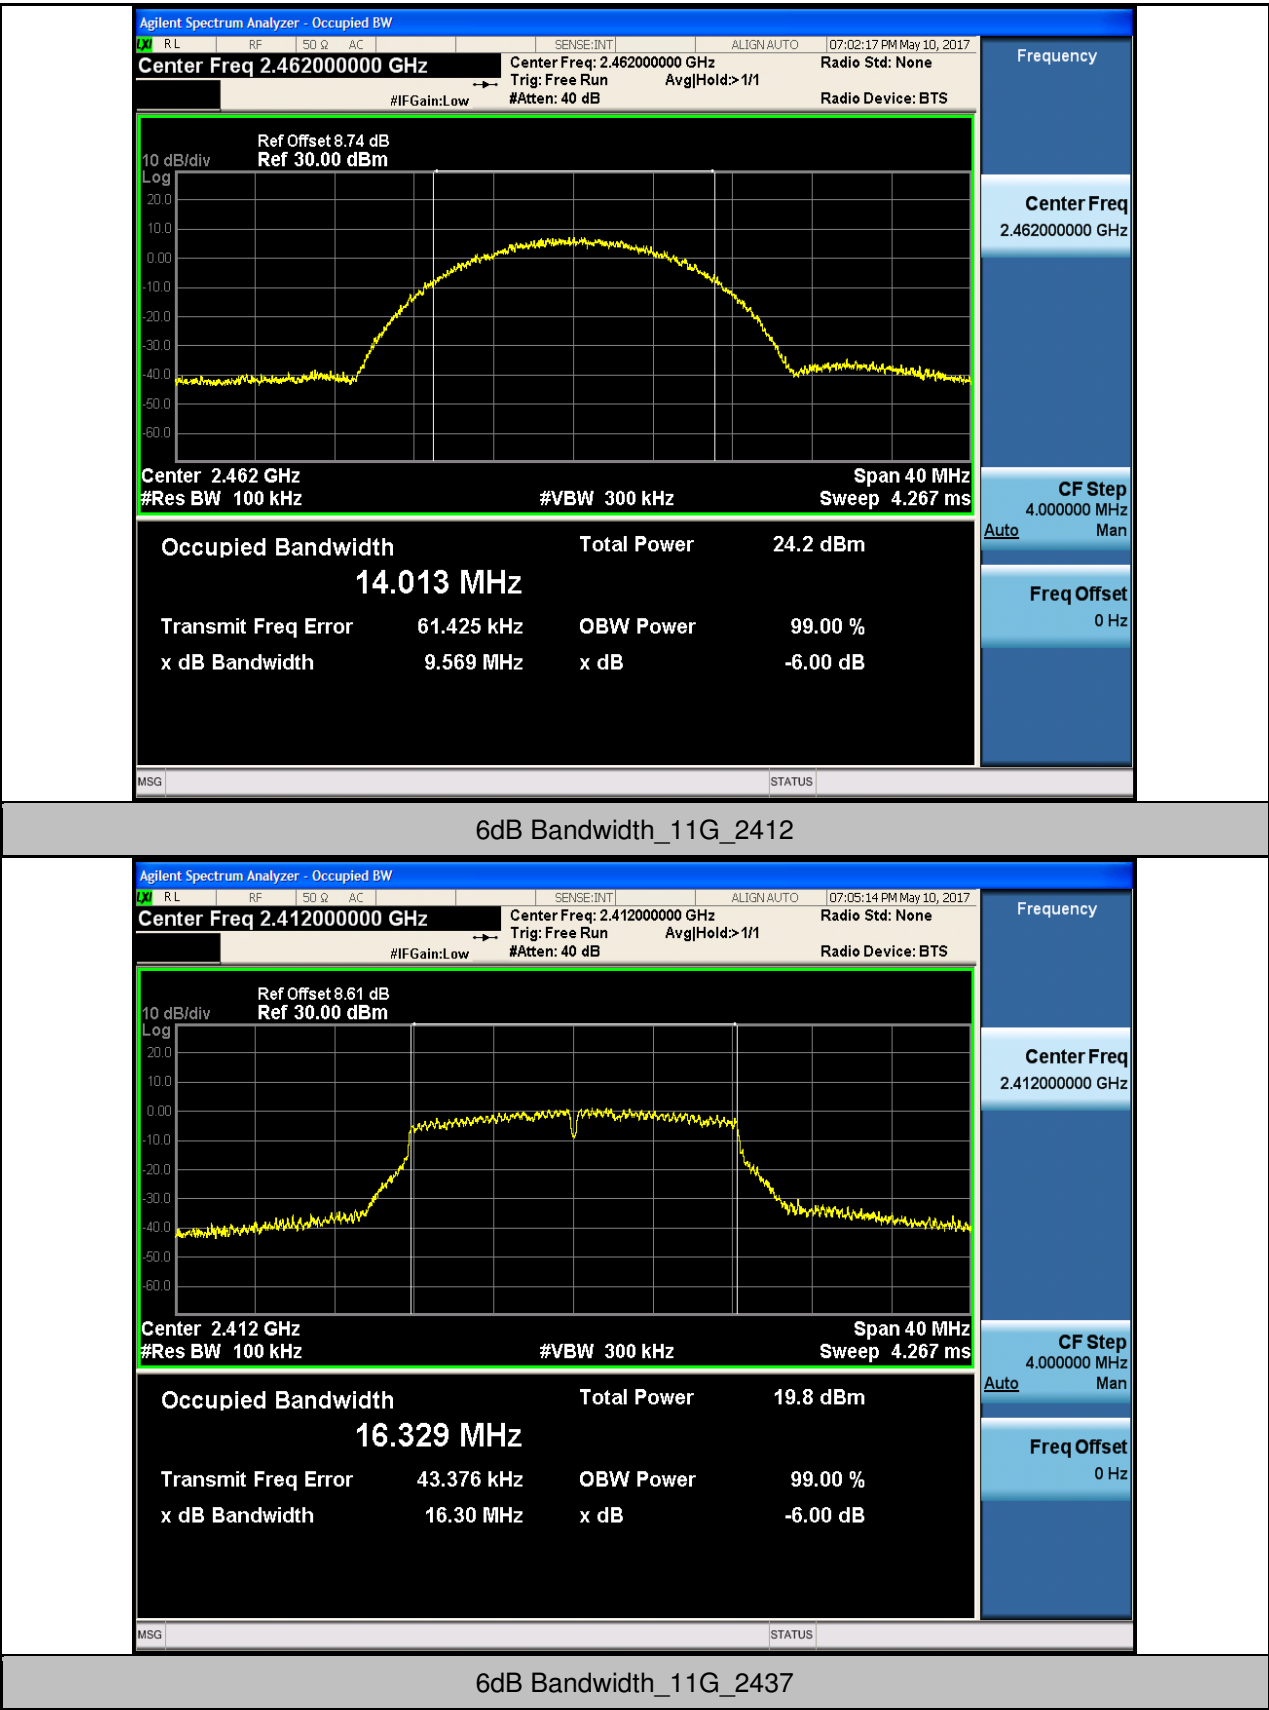 Agilent Spectrum Analyzer - Occupied BW
LXI RL RF 50 Ω AC SENSE:INT ALIGN AUTO 07:02:17 PM May 10, 2017
Center Freq 2.462000000 GHz Center Freq: 2.462000000 GHz Radio Std: None
Trig: Free Run Avg|Hold:>1/1
#IFGain:Low #Atten: 40 dB Radio Device: BTS
Frequency
Ref Offset 8.74 dB
10 dB/div Ref 30.00 dBm
Log
20.0
10.0
0.00
-10.0
-20.0
-30.0
-40.0
-50.0
-60.0
Center 2.462 GHz Span 40 MHz
#Res BW 100 kHz #VBW 300 kHz Sweep 4.267 ms
Center Freq
2.462000000 GHz
CF Step
4.000000 MHz
Auto Man
Freq Offset
0 Hz
Occupied Bandwidth Total Power 24.2 dBm
14.013 MHz
Transmit Freq Error 61.425 kHz OBW Power 99.00 %
x dB Bandwidth 9.569 MHz x dB -6.00 dB
MSG STATUS
6dB Bandwidth_11G_2412
Agilent Spectrum Analyzer - Occupied BW
LXI RL RF 50 Ω AC SENSE:INT ALIGN AUTO 07:05:14 PM May 10, 2017
Center Freq 2.412000000 GHz Center Freq: 2.412000000 GHz Radio Std: None
Trig: Free Run Avg|Hold:>1/1
#IFGain:Low #Atten: 40 dB Radio Device: BTS
Frequency
Ref Offset 8.61 dB
10 dB/div Ref 30.00 dBm
Log
20.0
10.0
0.00
-10.0
-20.0
-30.0
-40.0
-50.0
-60.0
Center 2.412 GHz Span 40 MHz
#Res BW 100 kHz #VBW 300 kHz Sweep 4.267 ms
Center Freq
2.412000000 GHz
CF Step
4.000000 MHz
Auto Man
Freq Offset
0 Hz
Occupied Bandwidth Total Power 19.8 dBm
16.329 MHz
Transmit Freq Error 43.376 kHz OBW Power 99.00 %
x dB Bandwidth 16.30 MHz x dB -6.00 dB
MSG STATUS
6dB Bandwidth_11G_2437